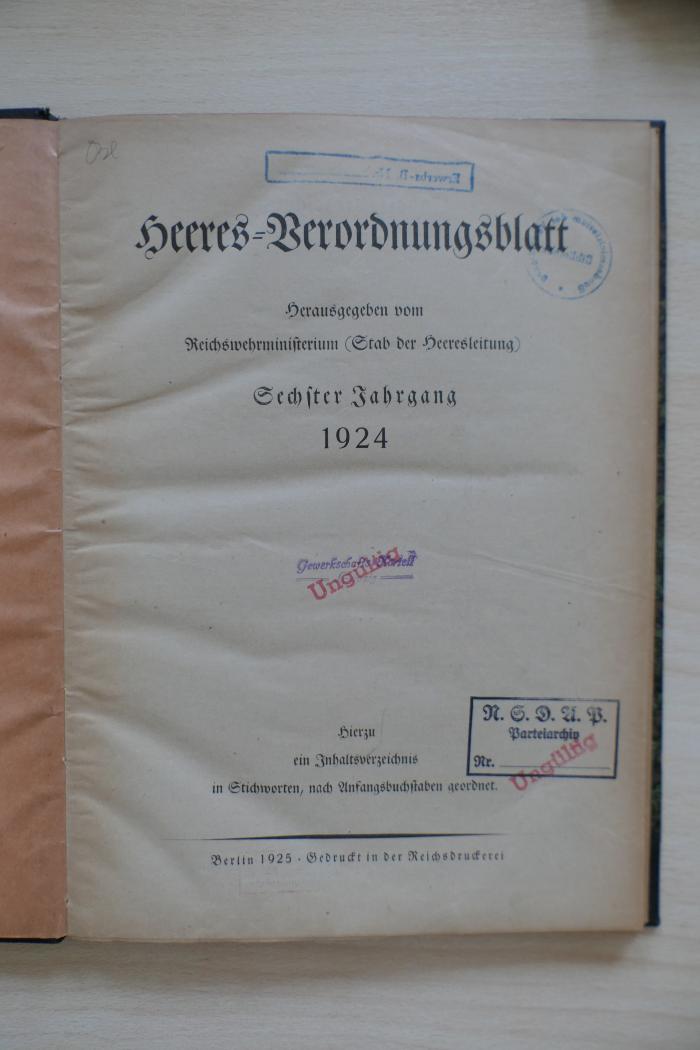 Heeres-Verordnungsblatt
Herausgegeben vom
Reichswehrministerium (Stab der Heeresleitung)
Sechster Jahrgang
1924
Gewerkschafts-Kartell
Ungültig
Hierzu
ein Inhaltsverzeichnis
in Stichworten, nach Anfangsbuchstaben geordnet.
N. S. D. A. P.
Parteiarchiv
Nr.
Ungültig
Berlin 1925 · Gedruckt in der Reichsdruckerei